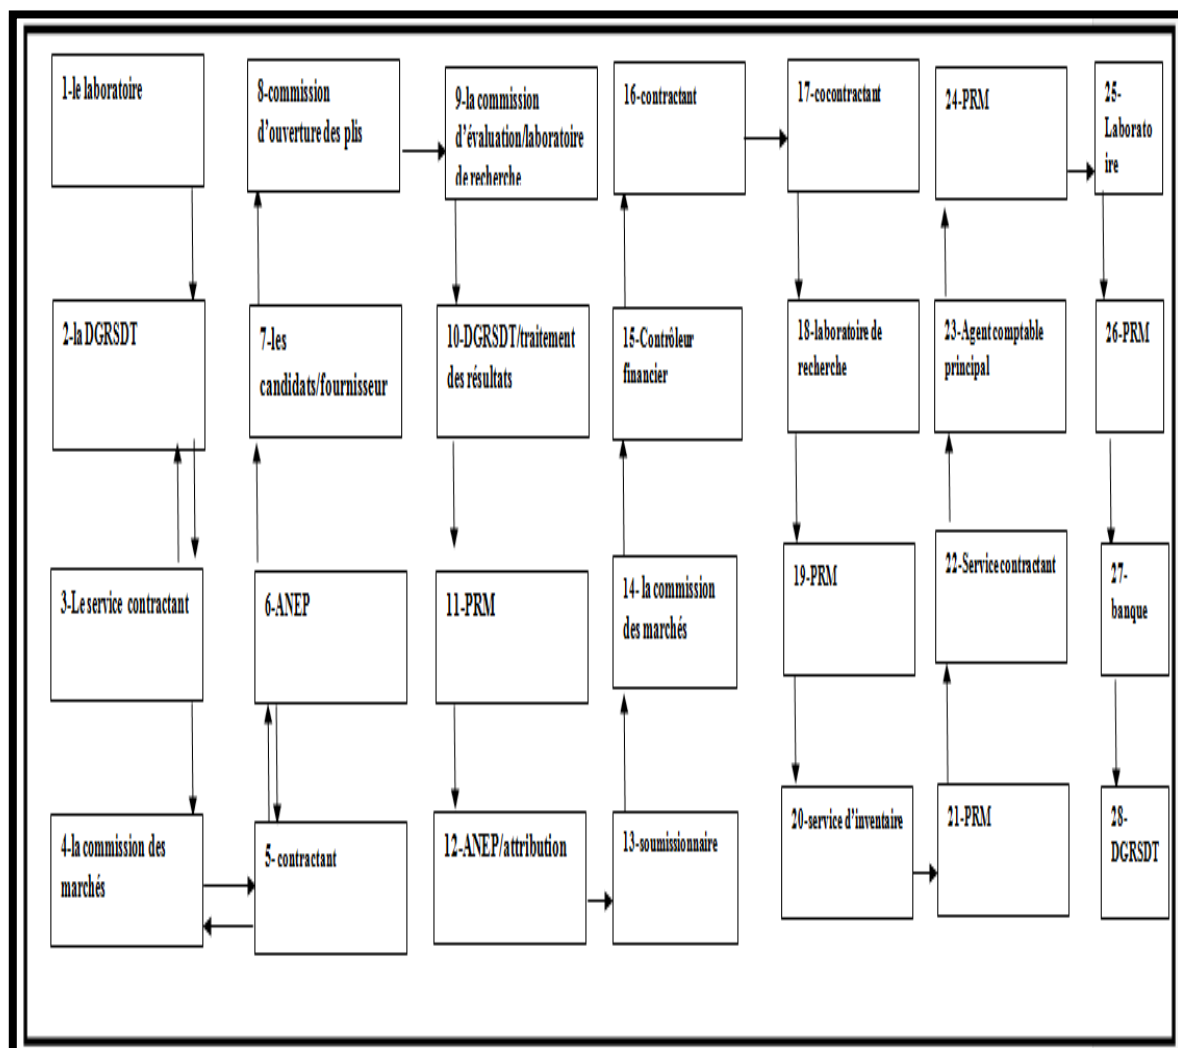 1-le laboratoire
2-la DGRSDT
3-Le service contractant
4-la commission des
marchés
5- contractant
6-ANEP
7-les
candidats/fournisseur
8-commission
d'ouverture des plis
9-la commission
d'évaluation/laboratoire
de recherche
10-DGRSDT/traitement
des résultats
11-PRM
12-ANEP/attribution
13-soumissionnaire
14- la commission
des marchés
15-Contrôleur
financier
16-contractant
17-cocontractant
18-laboratoire de
recherche
19-PRM
20-service d'inventaire
21-PRM
22-Service contractant
23-Agent comptable
principal
24-PRM
25-
Laborato
ire
26-PRM
27-
banque
28-
DGRSDT